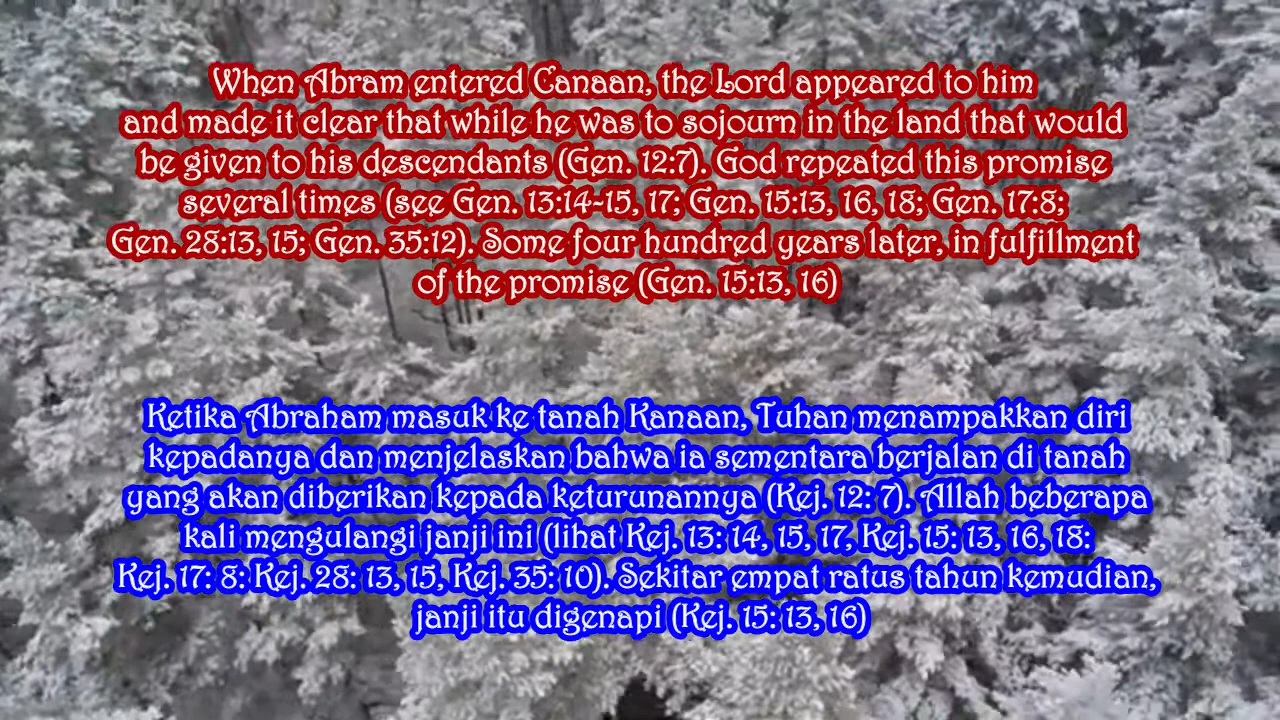 When Abram entered Canaan, the Lord appeared to him
and made it clear that while he was to sojourn in the land that would
be given to his descendants (Gen. 12:7). God repeated this promise
several times (see Gen. 13:14-15, 17; Gen. 15:13, 16, 18; Gen. 17:8;
Gen. 28:13, 15; Gen. 35:12). Some four hundred years later, in fulfillment
of the promise (Gen. 15:13, 16)
Ketika Abraham masuk ke tanah Kanaan, Tuhan menampakkan diri
kepadanya dan menjelaskan bahwa ia sementara berjalan di tanah
yang akan diberikan kepada keturunannya (Kej. 12: 7). Allah beberapa
kali mengulangi janji ini (lihat Kej. 13: 14, 15, 17, Kej. 15: 13, 16, 18:
Kej. 17: 8: Kej. 28: 13, 15, Kej. 35: 10). Sekitar empat ratus tahun kemudian,
janji itu digenapi (Kej. 15: 13, 16)